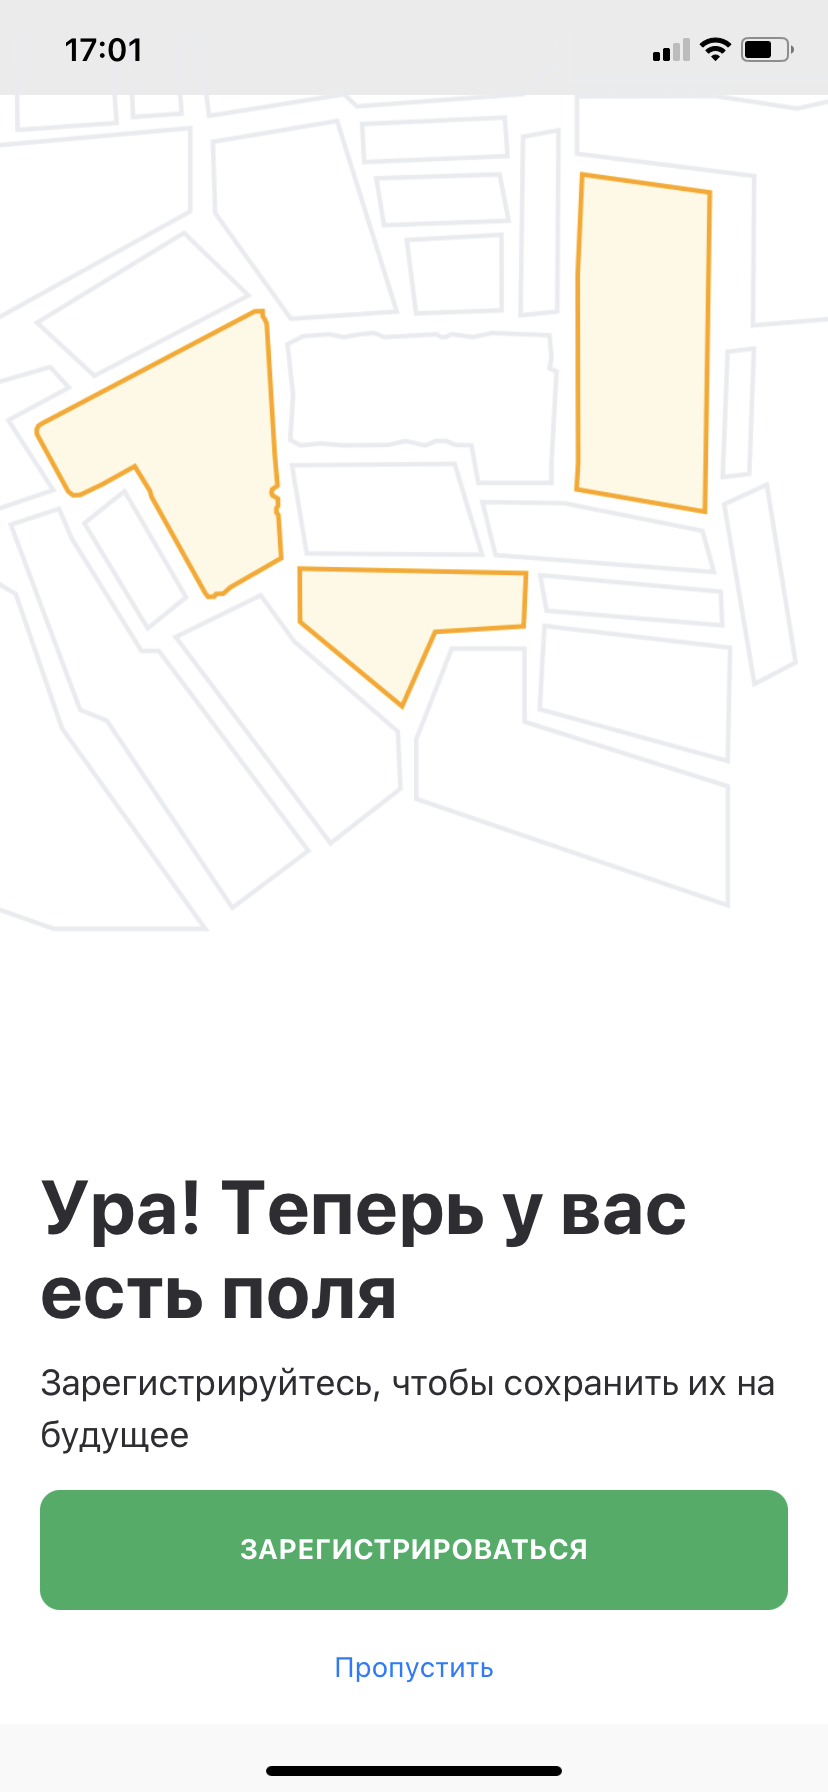 17:01
Ура! Теперь у вас
есть поля
Зарегистрируйтесь, чтобы сохранить их на
будущее
ЗАРЕГИСТРИРОВАТЬСЯ
Пропустить